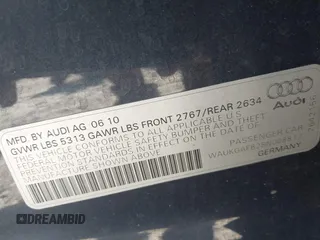 MFD. BY AUDI AG 06 10
GVWR LBS 5313 GAWR LBS FRONT 2767/REAR 2634
THIS VEHICLE CONFORMS TO ALL APPLICABLE
FEDERAL MOTOR VEHICLE SAFETY
BUMPER AND THEFT PREVENTION STANDARDS
IN EFFECT ON THE DATE OF
MANUFACTURE SHOWN ABOVE
PASSENGER CAR
GERMANY
Audi
DREAMBID